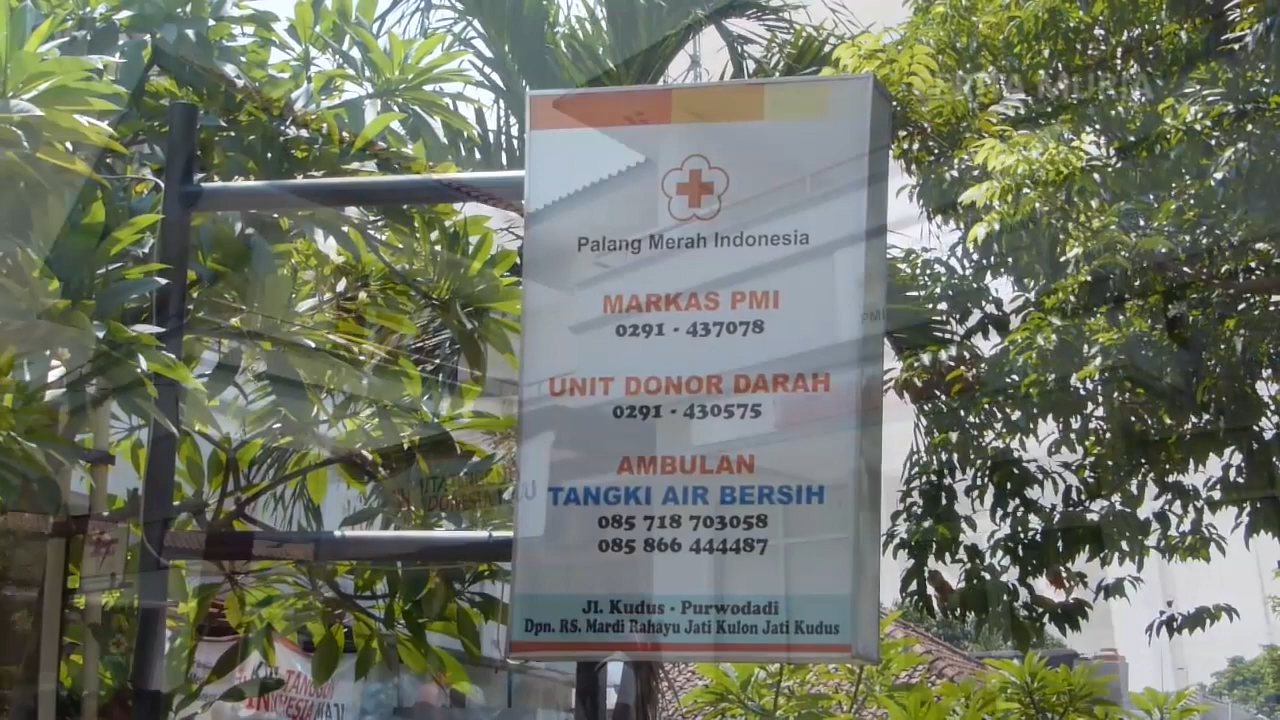 Palang Merah Indonesia
MARKAS PMI
0291 - 437078
UNIT DONOR DARAH
0291 - 430575
AMBULAN
TANGKI AIR BERSIH
085 718 703058
085 866 444487
Jl. Kudus - Purwodadi
Dpn. RS. Mardi Rahayu Jati Kulon Jati Kudus
PMI